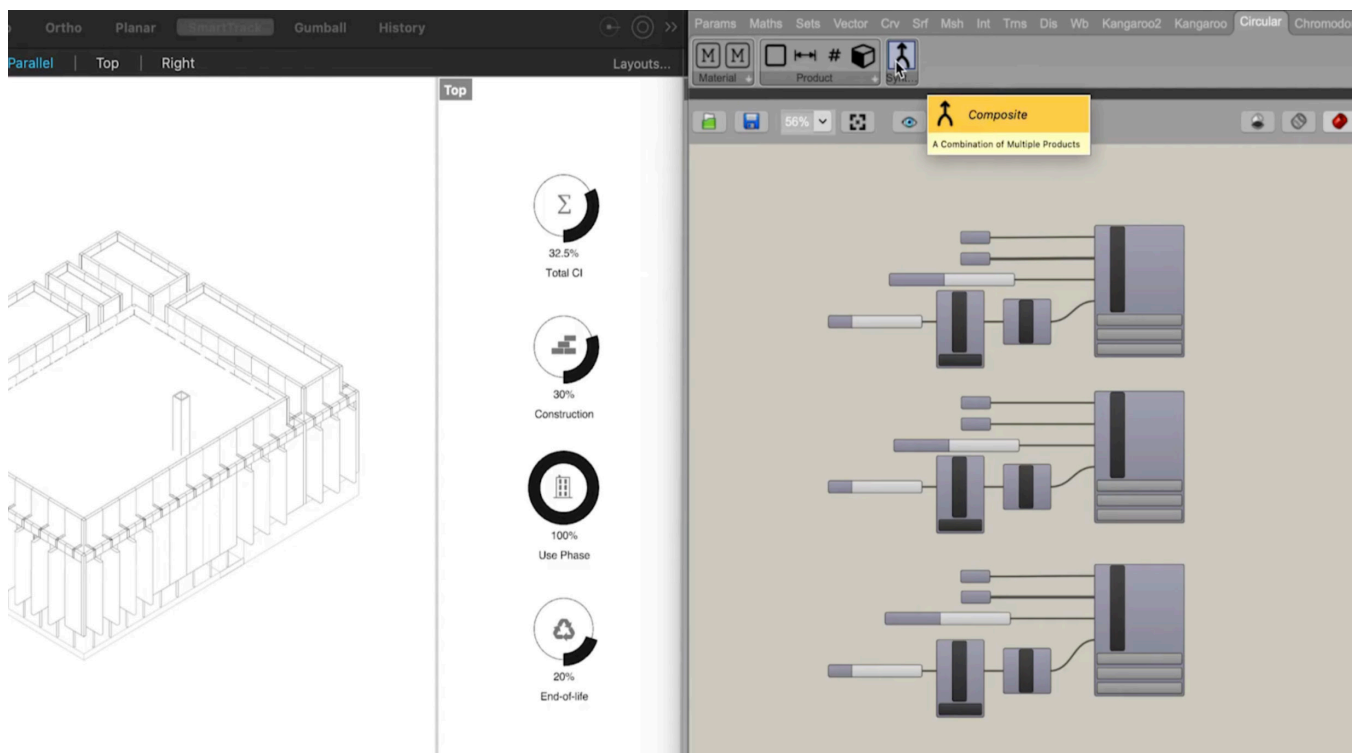 Ortho Planar SmartTrack Gumball History
Parallel | Top | Right Layouts...
Top
Σ
32.5%
Total CI
30%
Construction
100%
Use Phase
20%
End-of-life
Params Maths Sets Vector Crv Srf Msh Int Trns Dis Wb Kangaroo2 Kangaroo Circular Chromodo
M M #
Material Product
56%
Composite
A Combination of Multiple Products